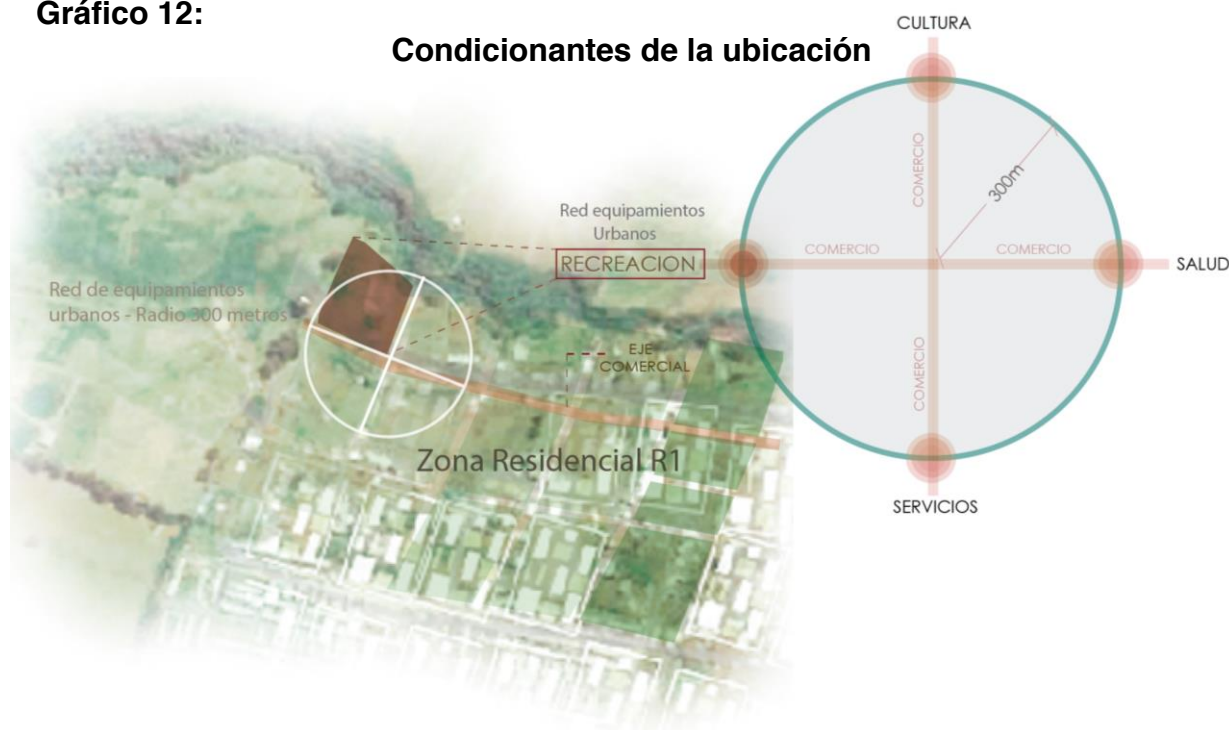 Gráfico 12:
Condicionantes de la ubicación
CULTURA
COMERCIO
300m
Red equipamientos
Urbanos
RECREACION
COMERCIO
COMERCIO
SALUD
Red de equipamientos
urbanos - Radio 300 metros
EJE
COMERCIAL
COMERCIO
Zona Residencial R1
SERVICIOS